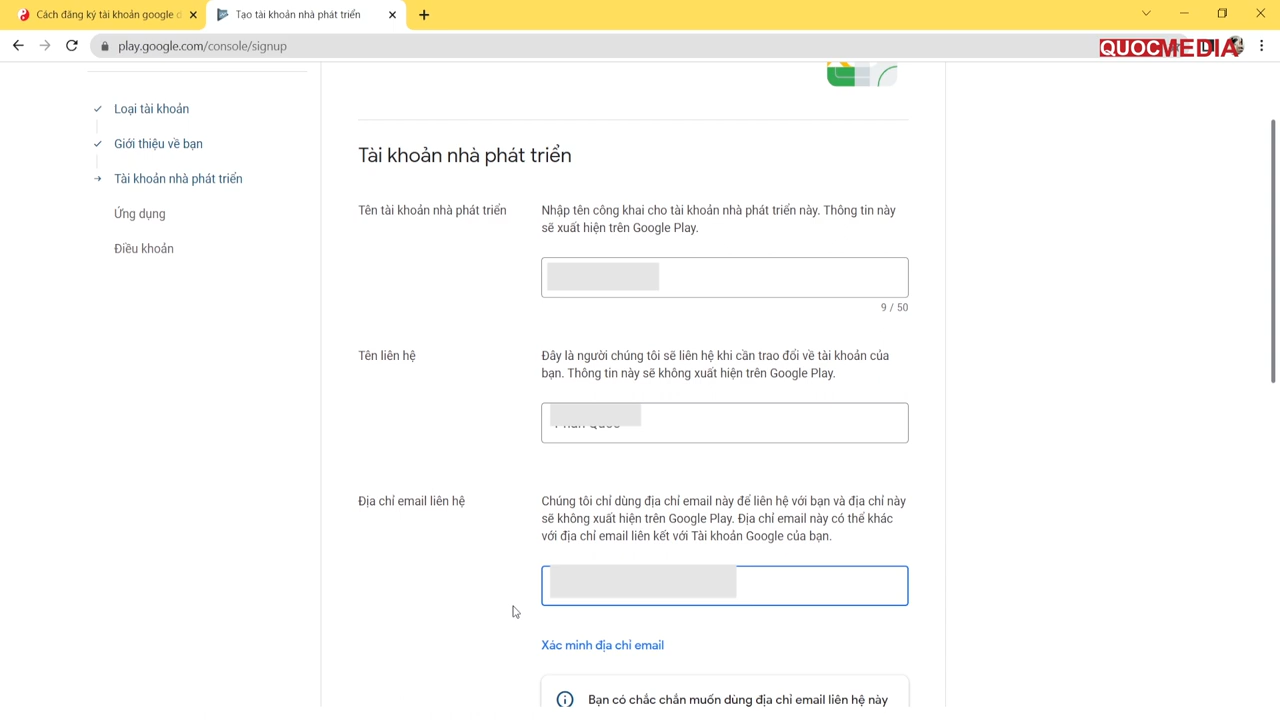 Cách đăng ký tài khoản google d
Tạo tài khoản nhà phát triển
play.google.com/console/signup
QUOCMEDIA
Loại tài khoản
Giới thiệu về bạn
Tài khoản nhà phát triển
Ứng dụng
Điều khoản
Tài khoản nhà phát triển
Tên tài khoản nhà phát triển
Nhập tên công khai cho tài khoản nhà phát triển này. Thông tin này
sẽ xuất hiện trên Google Play.
9 / 50
Tên liên hệ
Đây là người chúng tôi sẽ liên hệ khi cần trao đổi về tài khoản của
bạn. Thông tin này sẽ không xuất hiện trên Google Play.
Địa chỉ email liên hệ
Chúng tôi chỉ dùng địa chỉ email này để liên hệ với bạn và địa chỉ này
sẽ không xuất hiện trên Google Play. Địa chỉ email này có thể khác
với địa chỉ email liên kết với Tài khoản Google của bạn.
Xác minh địa chỉ email
Bạn có chắc chắn muốn dùng địa chỉ email liên hệ này